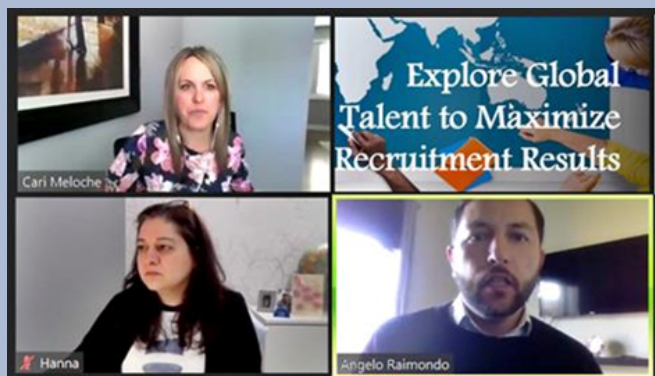 Explore Global
Talent to Maximize
Recruitment Results
Cari Meloche
Hanna
Angelo Raimondo